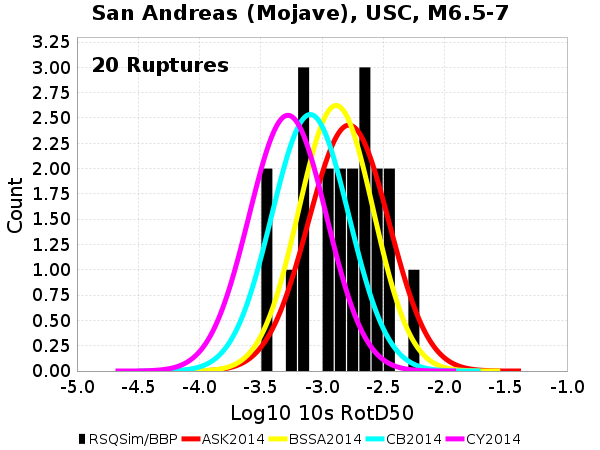 San Andreas (Mojave), USC, M6.5-7
3.25
20 Ruptures
3.00
2.75
2.50
2.25
2.00
1.75
1.50
1.25
1.00
0.75
0.50
0.25
0.00
Count
-5.0 -4.5 -4.0 -3.5 -3.0 -2.5 -2.0 -1.5 -1.0
Log10 10s RotD50
RSQSim/BBP ASK2014 BSSA2014 CB2014 CY2014